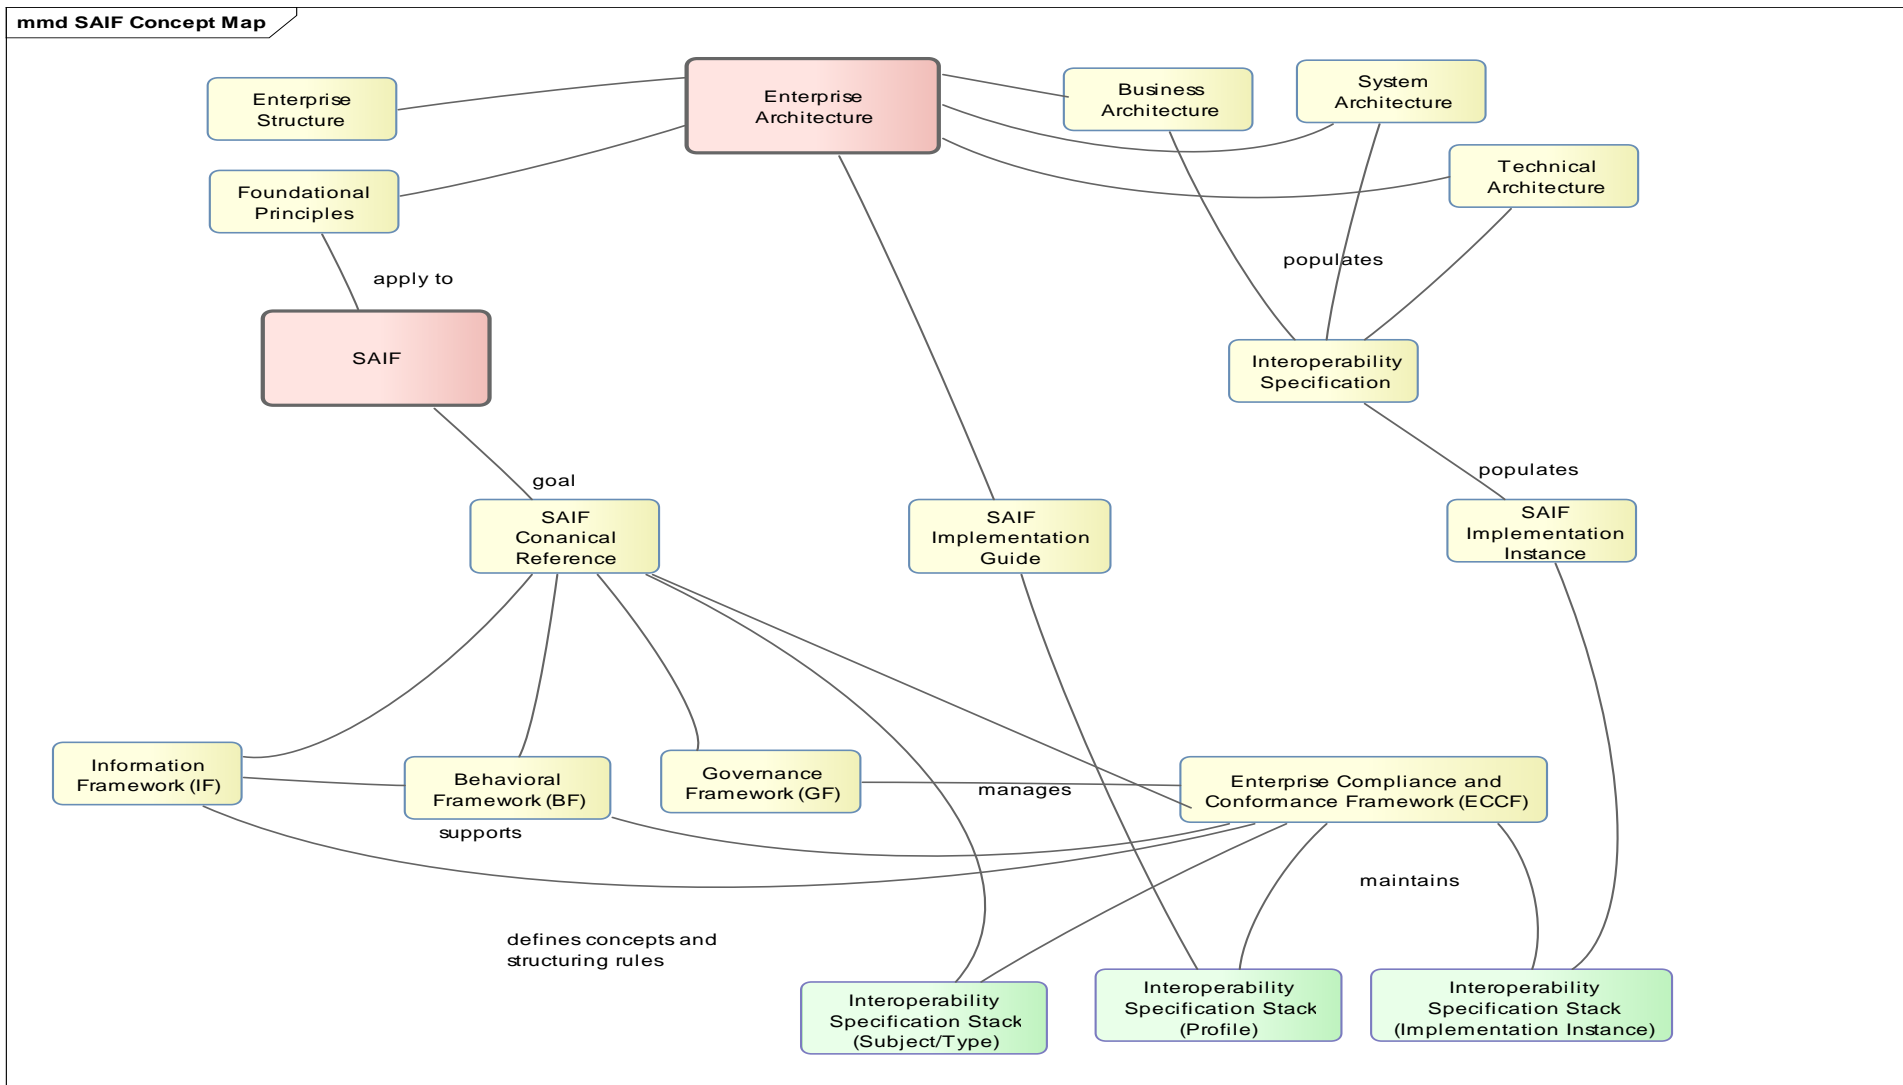 mmd SAIF Concept Map
Enterprise
Structure
Enterprise
Architecture
Business
Architecture
System
Architecture
Technical
Architecture
Foundational
Principles
apply to
populates
SAIF
Interoperability
Specification
goal
populates
SAIF
Conanical
Reference
SAIF
Implementation
Guide
SAIF
Implementation
Instance
Information
Framework (IF)
Behavioral
Framework (BF)
Governance
Framework (GF)
Enterprise Compliance and
Conformance Framework (ECCF)
manages
supports
maintains
defines concepts and
structuring rules
Interoperability
Specification Stack
(Subject/Type)
Interoperability
Specification Stack
(Profile)
Interoperability
Specification Stack
(Implementation Instance)